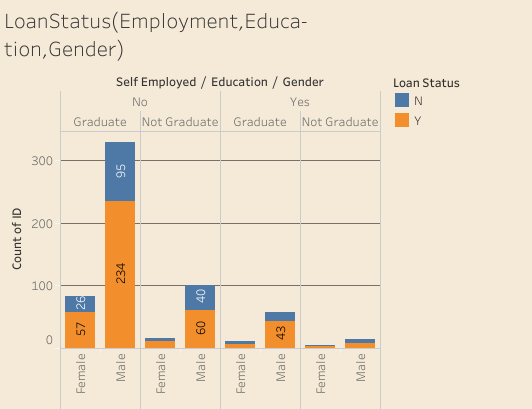 LoanStatus(Employment,Educa-
tion,Gender)
Self Employed / Education / Gender
Loan Status
No Yes
N
Graduate Not Graduate Graduate Not Graduate
Y
300
95
200
Count of ID
234
100
26
40
57
60
43
0
Female Male Female Male Female Male Female Male